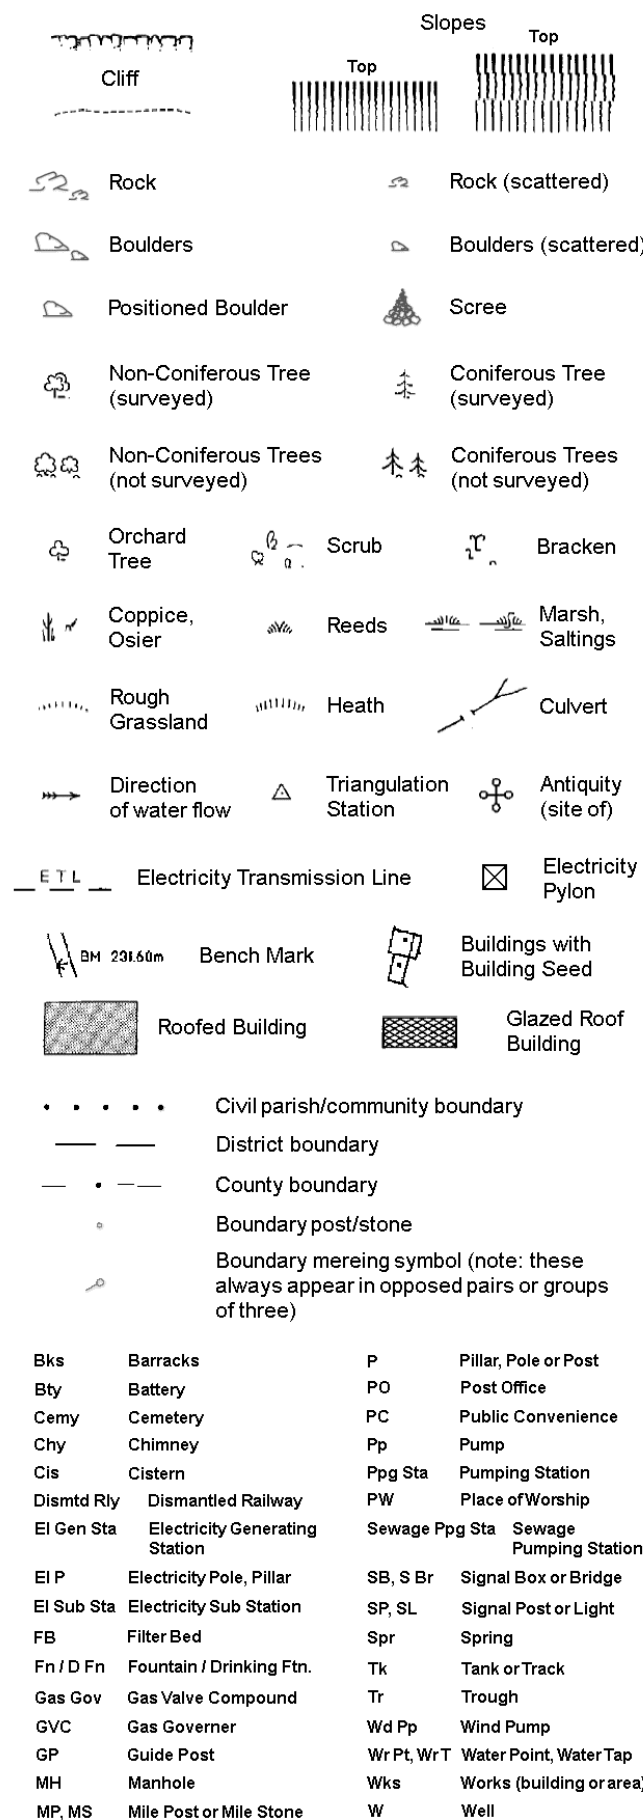 Slopes
Top
Top
Cliff
Rock
Rock (scattered)
Boulders
Boulders (scattered)
Positioned Boulder
Scree
Non-Coniferous Tree
(surveyed)
Coniferous Tree
(surveyed)
Non-Coniferous Trees
(not surveyed)
Coniferous Trees
(not surveyed)
Orchard
Tree
Scrub
Bracken
Coppice,
Osier
Reeds
Marsh,
Saltings
Rough
Grassland
Heath
Culvert
Direction
of water flow
Triangulation
Station
Antiquity
(site of)
E T L
Electricity Transmission Line
Electricity
Pylon
BM 231.60m
Bench Mark
Buildings with
Building Seed
Roofed Building
Glazed Roof
Building
Civil parish/community boundary
District boundary
County boundary
Boundary post/stone
Boundary mereing symbol (note: these
always appear in opposed pairs or groups
of three)
Bks Barracks P Pillar, Pole or Post
Bty Battery PO Post Office
Cemy Cemetery PC Public Convenience
Chy Chimney Pp Pump
Cis Cistern Ppg Sta Pumping Station
Dismtd Rly Dismantled Railway PW Place of Worship
El Gen Sta Electricity Generating Sewage Ppg Sta Sewage
Station Pumping Station
El P Electricity Pole, Pillar SB, S Br Signal Box or Bridge
El Sub Sta Electricity Sub Station SP, SL Signal Post or Light
FB Filter Bed Spr Spring
Fn / D Fn Fountain / Drinking Ftn. Tk Tank or Track
Gas Gov Gas Valve Compound Tr Trough
GVC Gas Governer Wd Pp Wind Pump
GP Guide Post Wr Pt, Wr T Water Point, Water Tap
MH Manhole Wks Works (building or area)
MP, MS Mile Post or Mile Stone W Well